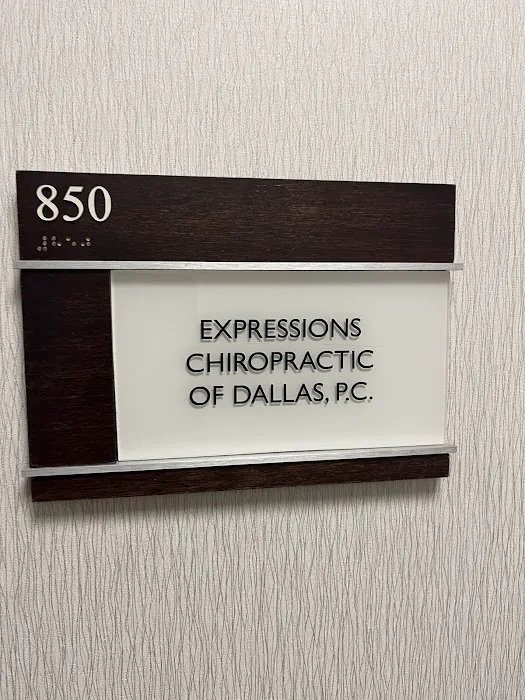 850
⠼⠓⠑⠚
EXPRESSIONS
CHIROPRACTIC
OF DALLAS, P.C.